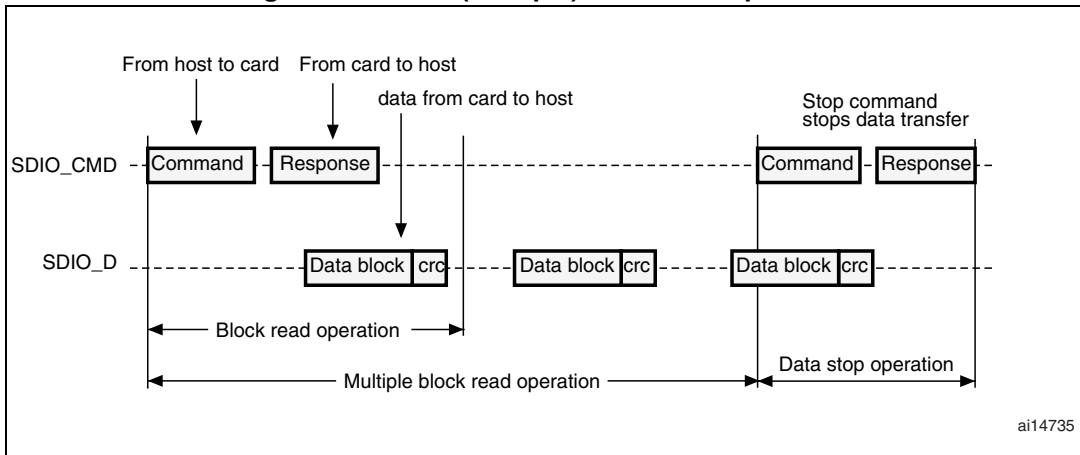 From host to card From card to host
data from card to host
Stop command
stops data transfer
SDIO_CMD Command Response Command Response
SDIO_D Data block crc Data block crc Data block crc
Block read operation
Data stop operation
Multiple block read operation
ai14735